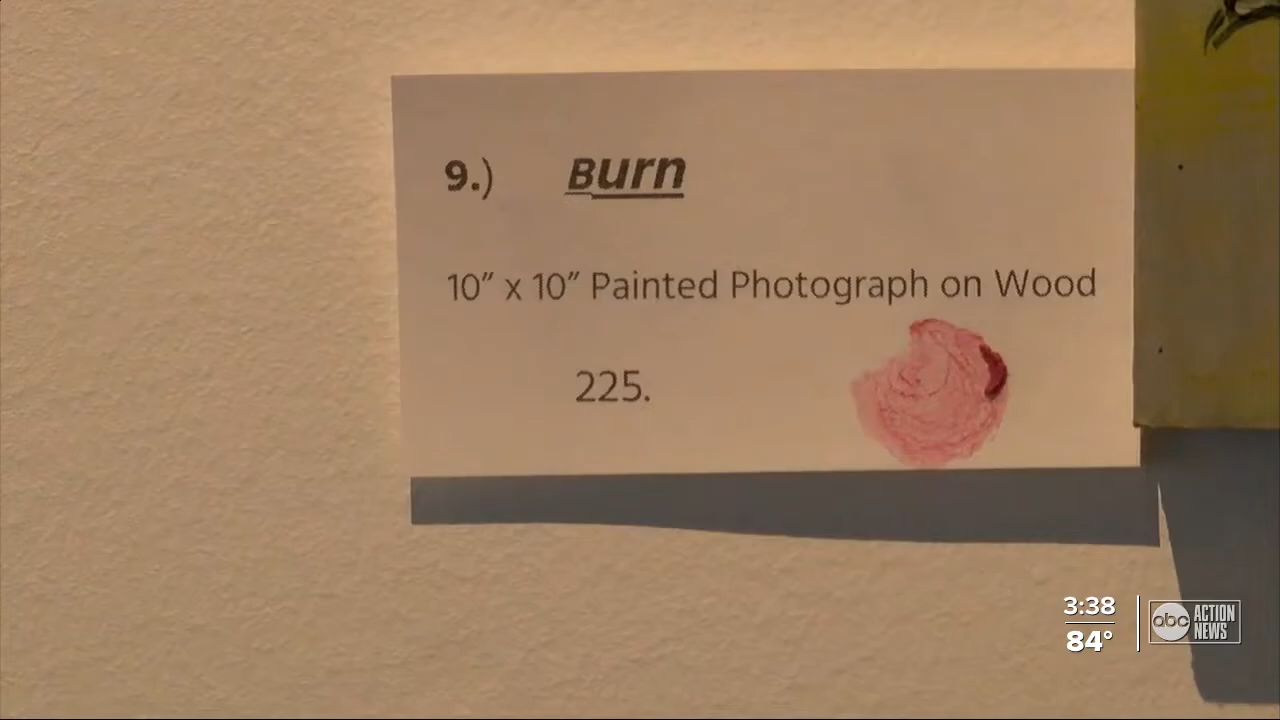 9.) Burn
10” x 10” Painted Photograph on Wood
225.
3:38
84°
abc ACTION NEWS